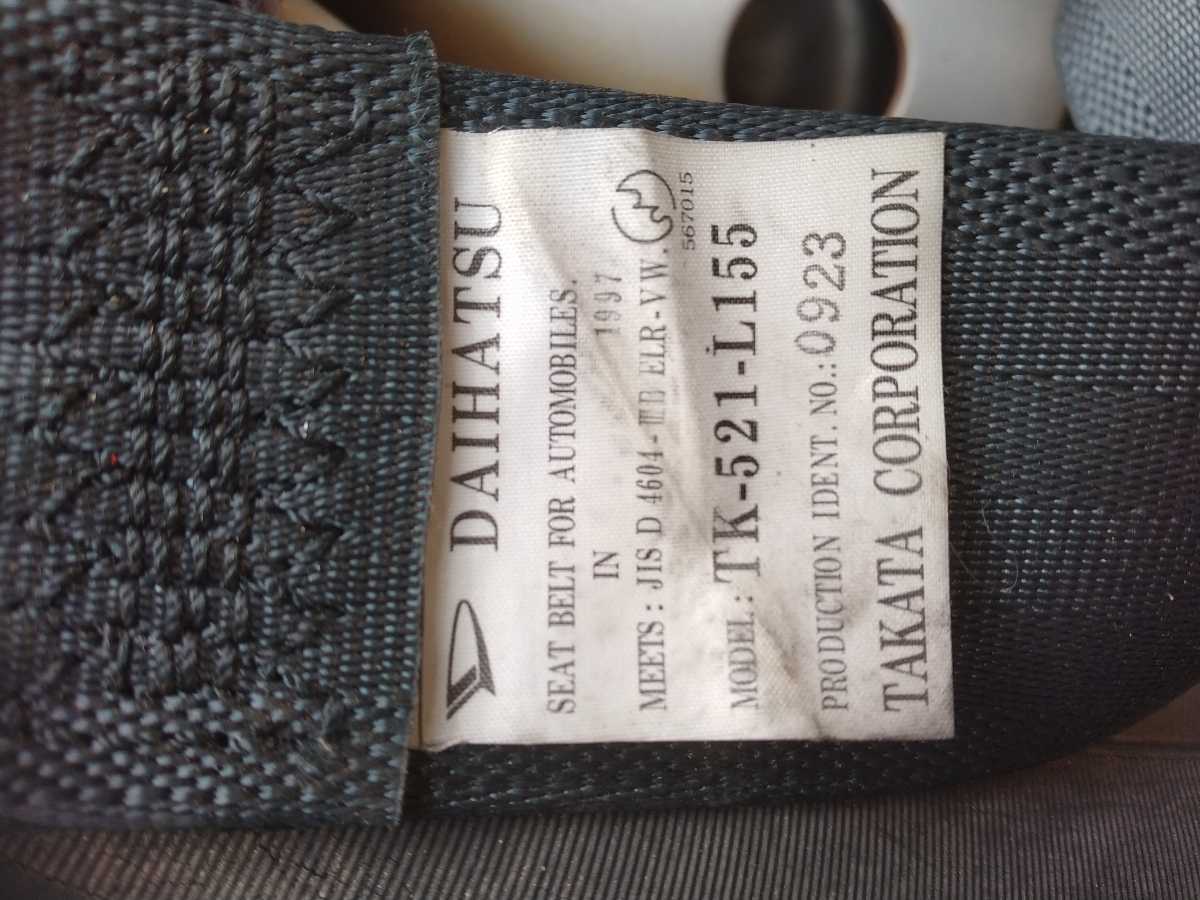 DAIHATSU
SEAT BELT FOR AUTOMOBILES.
IN 1997
MEETS : JIS D 4604-ⅢB ELR-VW.
567015
MODEL : TK-521-L155
PRODUCTION IDENT. NO.: 0923
TAKATA CORPORATION